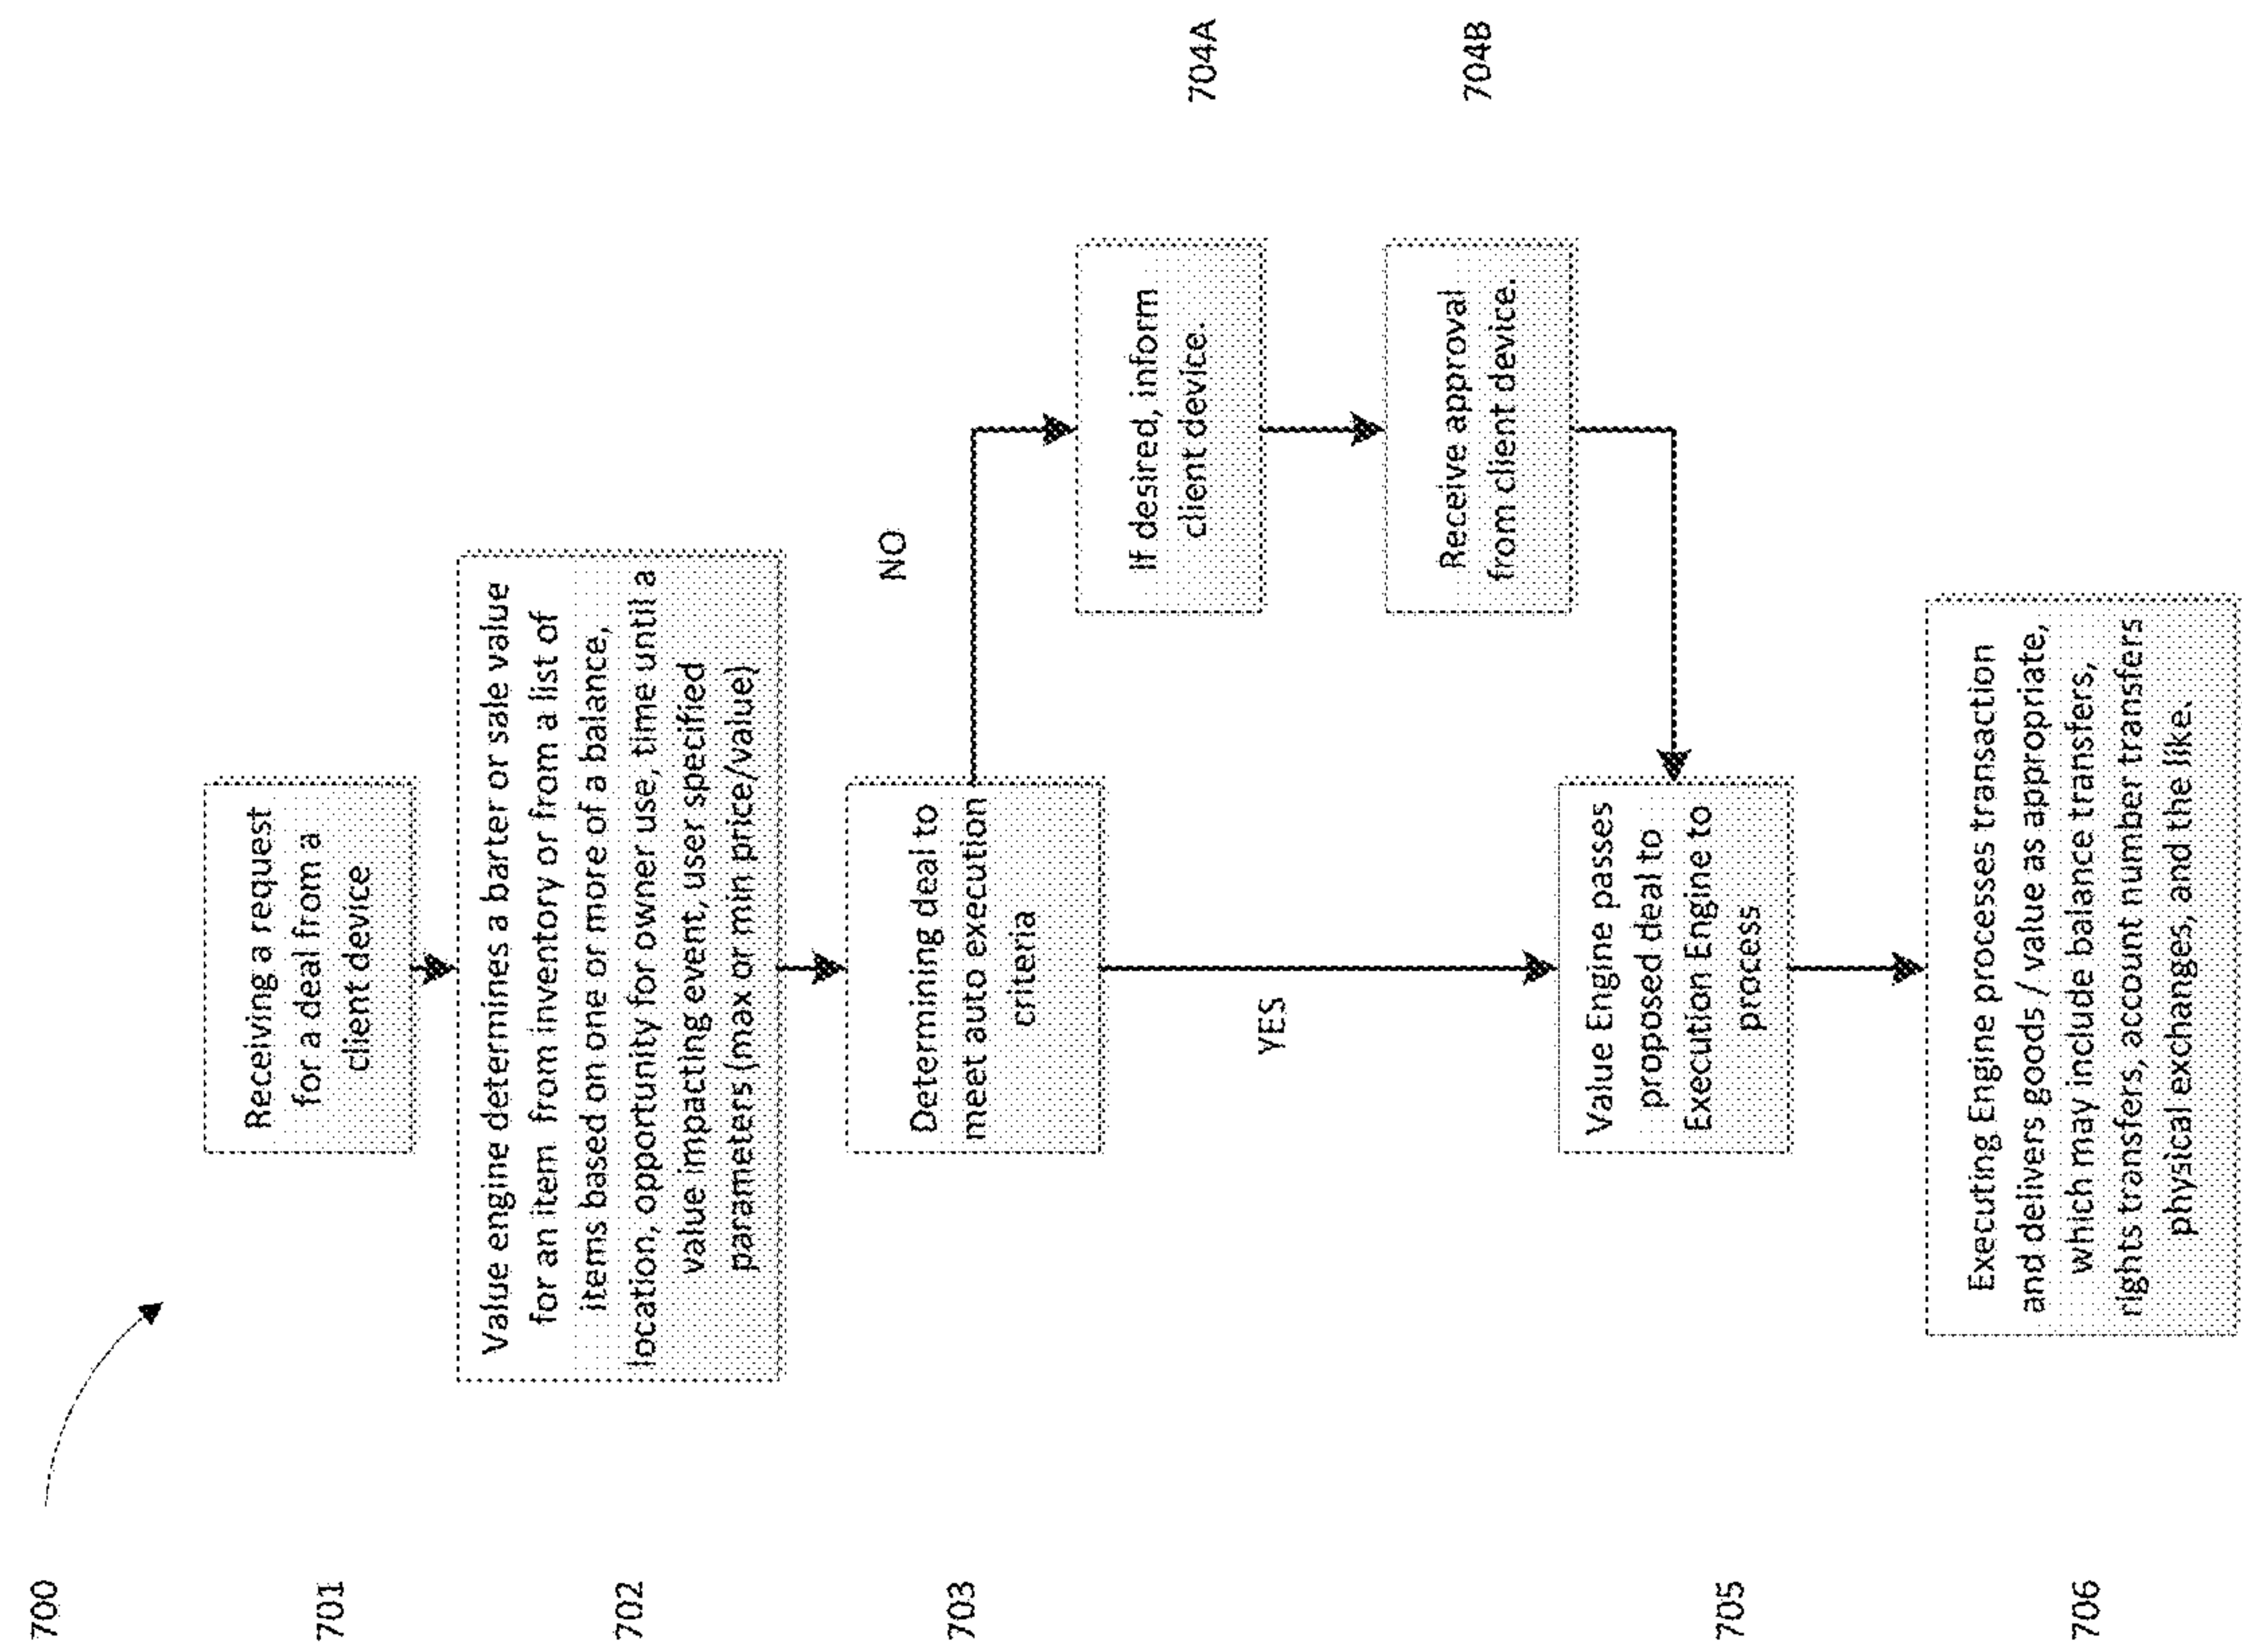 700
701
Receiving a request
for a deal from a
client device
702
Value engine determines a barter or sale value
for an item from inventory or from a list of
items based on one or more of a balance,
location, opportunity for owner use, time until a
value impacting event, user specified
parameters (max or min price/value)
703
Determining deal to
meet auto execution
criteria
NO
If desired, inform
client device.
704A
Receive approval
from client device.
704B
YES
705
Value Engine passes
proposed deal to
Execution Engine to
process
706
Executing Engine processes transaction
and delivers goods / value as appropriate,
which may include balance transfers,
rights transfers, account number transfers
physical exchanges, and the like.